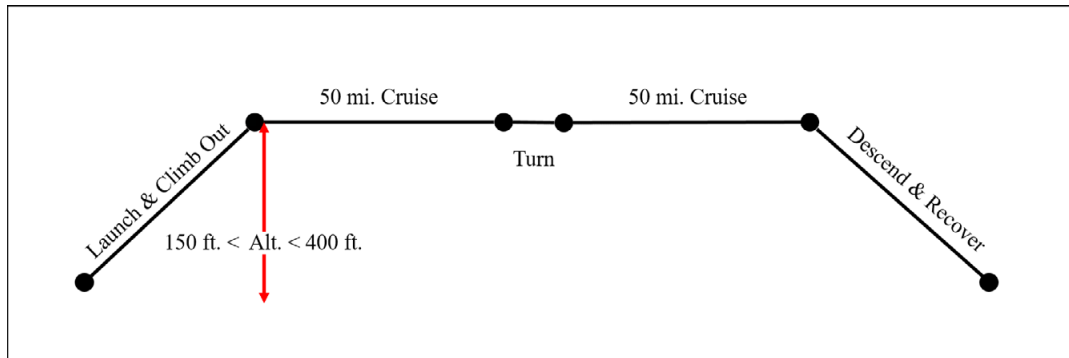 50 mi. Cruise
50 mi. Cruise
Launch & Climb Out
Turn
Descend & Recover
150 ft. < Alt. < 400 ft.